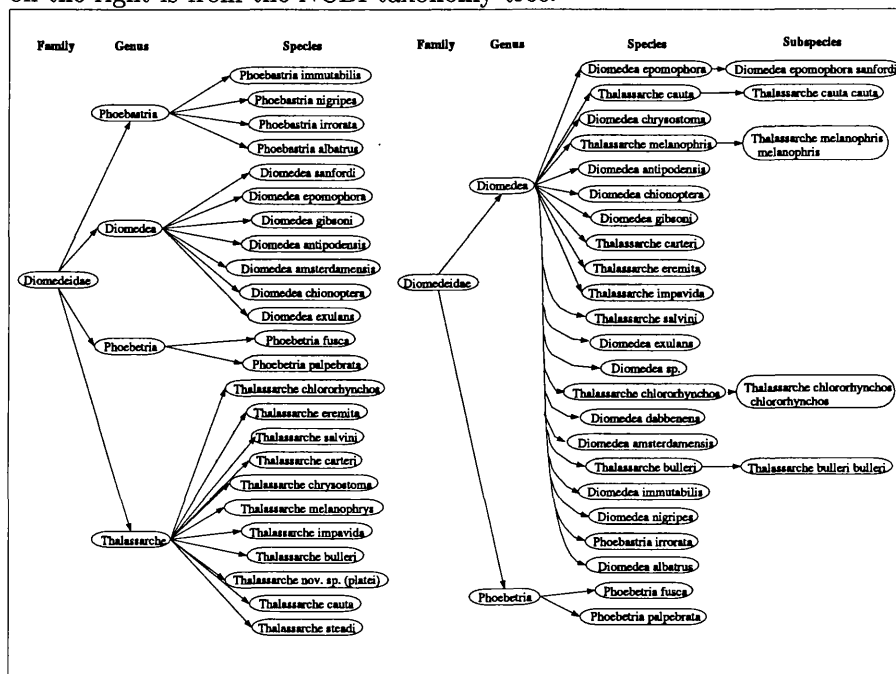 on the right is from the NCBI taxonomy tree.
Family Genus Species
Phoebastria immutabilis
Phoebastria nigripes
Phoebastria
Phoebastria irrorata
Phoebastria albatrus
Diomedea sanfordi
Diomedea epomophora
Diomedea gibsoni
Diomedea
Diomedea antipodensis
Diomedea amsterdamensis
Diomedeidae
Diomedea chionoptera
Diomedea exulans
Phoebetria fusca
Phoebetria
Phoebetria palpebrata
Thalassarche chlororhynchos
Thalassarche eremita
Thalassarche salvini
Thalassarche carteri
Thalassarche chrysostoma
Thalassarche melanophrys
Thalassarche impavida
Thalassarche
Thalassarche bulleri
Thalassarche nov. sp. (platei)
Thalassarche cauta
Thalassarche steadi
Family Genus Species Subspecies
Diomedea epomophora Diomedea epomophora sanfordi
Thalassarche cauta Thalassarche cauta cauta
Diomedea chrysostoma
Thalassarche melanophris Thalassarche melanophris
melanophris
Diomedea antipodensis
Diomedea
Diomedea chionoptera
Diomedea gibsoni
Thalassarche carteri
Thalassarche eremita
Diomedeidae
Thalassarche impavida
Thalassarche salvini
Diomedea exulans
Diomedea sp.
Thalassarche chlororhynchos Thalassarche chlororhynchos
chlororhynchos
Diomedea dabbenena
Diomedea amsterdamensis
Thalassarche bulleri Thalassarche bulleri bulleri
Diomedea immutabilis
Diomedea nigripes
Phoebastria irrorata
Diomedea albatrus
Phoebetria fusca
Phoebetria
Phoebetria palpebrata